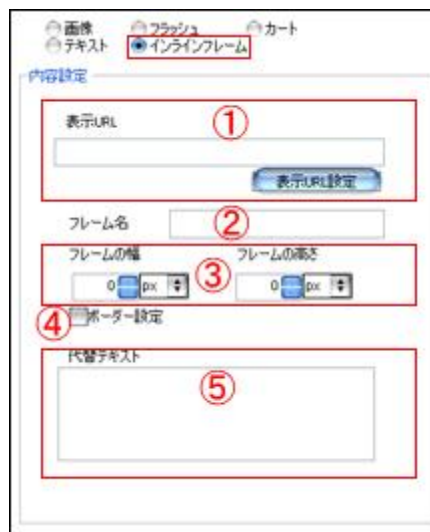 画像 フラッシュ カート
テキスト インラインフレーム
内容設定
表示URL ①
表示URL設定
フレーム名 ②
フレームの幅 フレームの高さ
③
0 px 0 px
④ ボーダー設定
代替テキスト
⑤